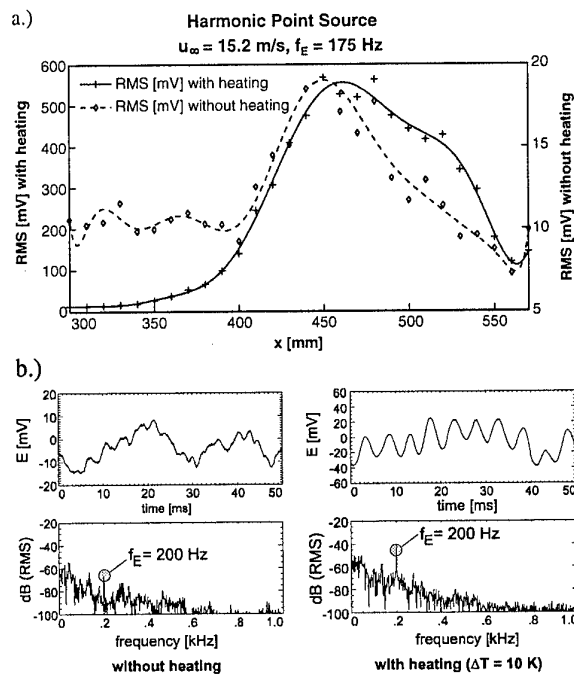 a.)
Harmonic Point Source
u∞ = 15.2 m/s, fE = 175 Hz
RMS [mV] with heating
RMS [mV] without heating
600
500
400
300
200
100
0
RMS [mV] with heating
20
15
10
5
RMS [mV] without heating
300 350 400 450 500 550
x [mm]
b.)
E [mV]
20
10
0
-10
-20
0 10 20 30 40 50
time [ms]
E [mV]
60
40
20
0
-20
-40
-60
0 10 20 30 40 50
time [ms]
dB (RMS)
-20
-40
-60
-80
-100
fE = 200 Hz
0 .2 .4 .6 .8 1.0
frequency [kHz]
without heating
dB (RMS)
-20
-40
-60
-80
-100
fE = 200 Hz
0 .2 .4 .6 .8 1.0
frequency [kHz]
with heating (ΔT = 10 K)